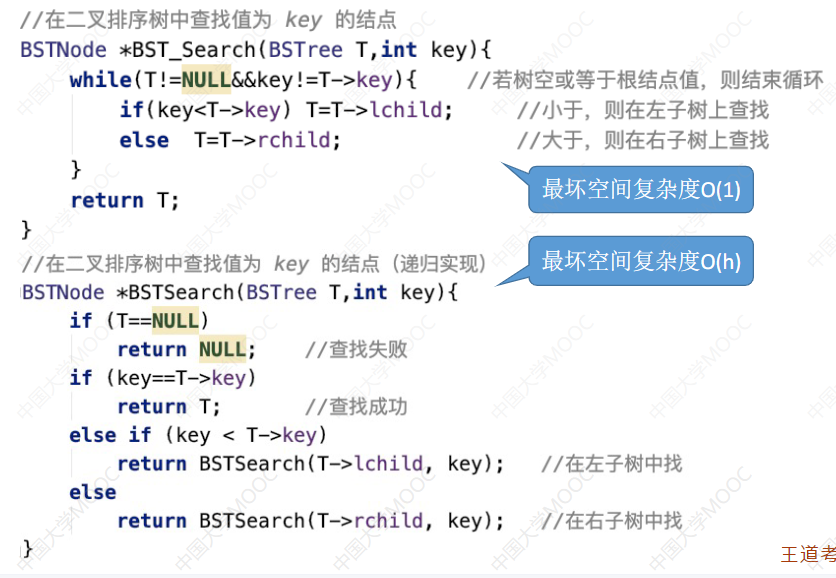 //在二叉排序树中查找值为 key 的结点
BSTNode *BST_Search(BSTree T,int key){
while(T!=NULL&&key!=T->key){ //若树空或等于根结点值，则结束循环
if(key<T->key) T=T->lchild; //小于，则在左子树上查找
else T=T->rchild; //大于，则在右子树上查找
}
最坏空间复杂度O(1)
return T;
}
最坏空间复杂度O(h)
//在二叉排序树中查找值为 key 的结点（递归实现）
BSTNode *BSTSearch(BSTree T,int key){
if (T==NULL)
return NULL; //查找失败
if (key==T->key)
return T; //查找成功
else if (key < T->key)
return BSTSearch(T->lchild, key); //在左子树中找
else
return BSTSearch(T->rchild, key); //在右子树中找
}
王道考
中国大学MOOC